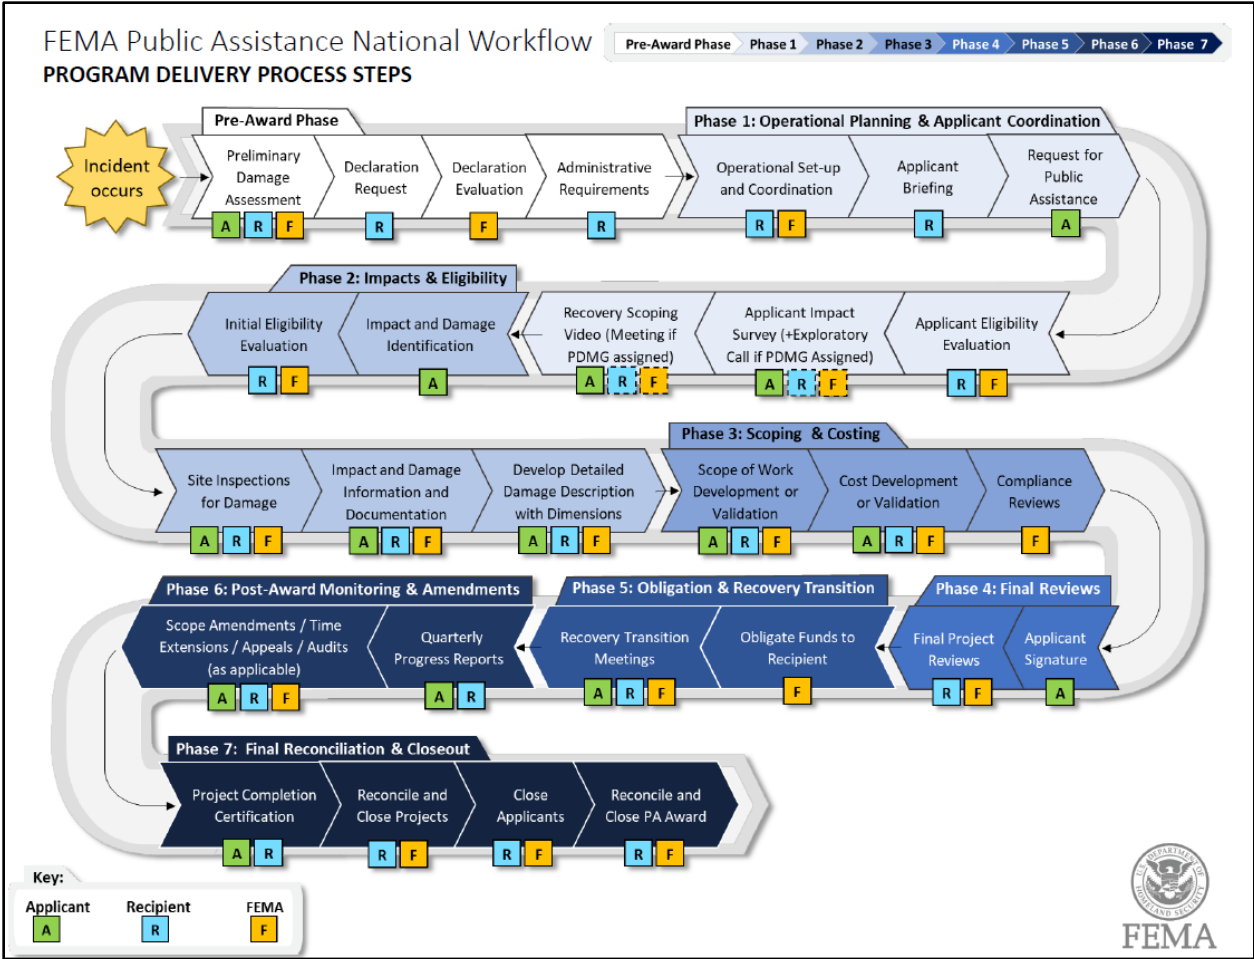 FEMA Public Assistance National Workflow
PROGRAM DELIVERY PROCESS STEPS
Pre-Award Phase
Phase 1
Phase 2
Phase 3
Phase 4
Phase 5
Phase 6
Phase 7
Incident
occurs
Pre-Award Phase
Preliminary
Damage
Assessment
A R F
Declaration
Request
R
Declaration
Evaluation
F
Administrative
Requirements
R
Phase 1: Operational Planning & Applicant Coordination
Operational Set-up
and Coordination
R F
Applicant
Briefing
R
Request for
Public
Assistance
A
Applicant Eligibility
Evaluation
R F
Applicant Impact
Survey (+Exploratory
Call if PDMG Assigned)
A R F
Recovery Scoping
Video (Meeting if
PDMG assigned)
A R F
Phase 2: Impacts & Eligibility
Impact and Damage
Identification
A
Initial Eligibility
Evaluation
R F
Site Inspections
for Damage
A R F
Impact and Damage
Information and
Documentation
A R F
Develop Detailed
Damage Description
with Dimensions
A R F
Phase 3: Scoping & Costing
Scope of Work
Development or
Validation
A R F
Cost Development
or Validation
A R F
Compliance
Reviews
F
Phase 4: Final Reviews
Applicant
Signature
A
Final Project
Reviews
R F
Phase 5: Obligation & Recovery Transition
Obligate Funds to
Recipient
F
Recovery Transition
Meetings
A R F
Phase 6: Post-Award Monitoring & Amendments
Quarterly
Progress Reports
A R
Scope Amendments / Time
Extensions / Appeals / Audits
(as applicable)
A R F
Phase 7: Final Reconciliation & Closeout
Project Completion
Certification
A R
Reconcile and
Close Projects
R F
Close
Applicants
R F
Reconcile and
Close PA Award
R F
Key:
Applicant
A
Recipient
R
FEMA
F
U.S. DEPARTMENT OF
HOMELAND SECURITY
FEMA